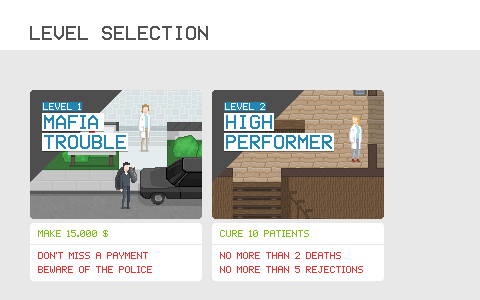 LEVEL SELECTION
LEVEL 1
MAFIA
TROUBLE
MAKE 15.000 $
DON'T MISS A PAYMENT
BEWARE OF THE POLICE
LEVEL 2
HIGH
PERFORMER
CURE 10 PATIENTS
NO MORE THAN 2 DEATHS
NO MORE THAN 5 REJECTIONS